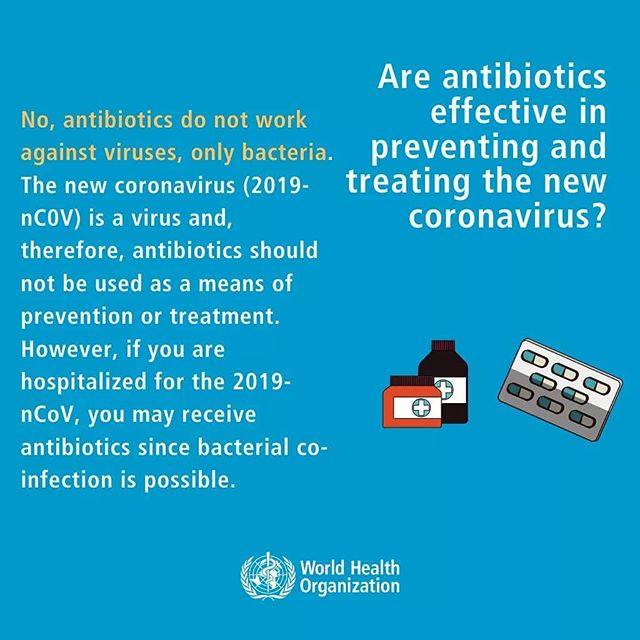 Are antibiotics
effective in
preventing and
treating the new
coronavirus?
No, antibiotics do not work
against viruses, only bacteria.
The new coronavirus (2019-
nC0V) is a virus and,
therefore, antibiotics should
not be used as a means of
prevention or treatment.
However, if you are
hospitalized for the 2019-
nCoV, you may receive
antibiotics since bacterial co-
infection is possible.
World Health
Organization